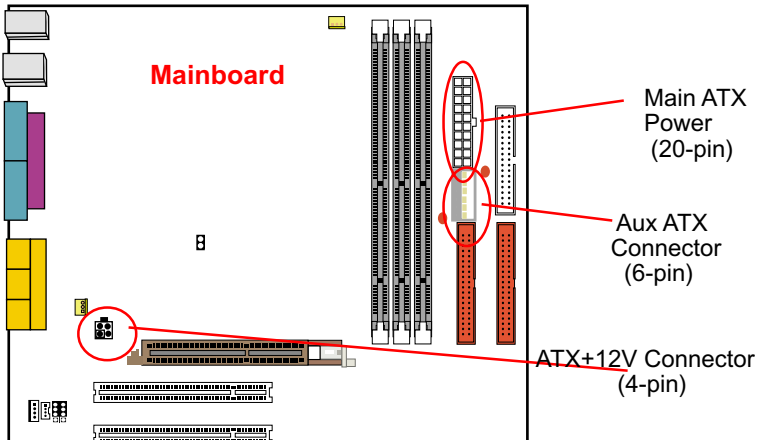 Mainboard
Main ATX
Power
(20-pin)
Aux ATX
Connector
(6-pin)
ATX+12V Connector
(4-pin)